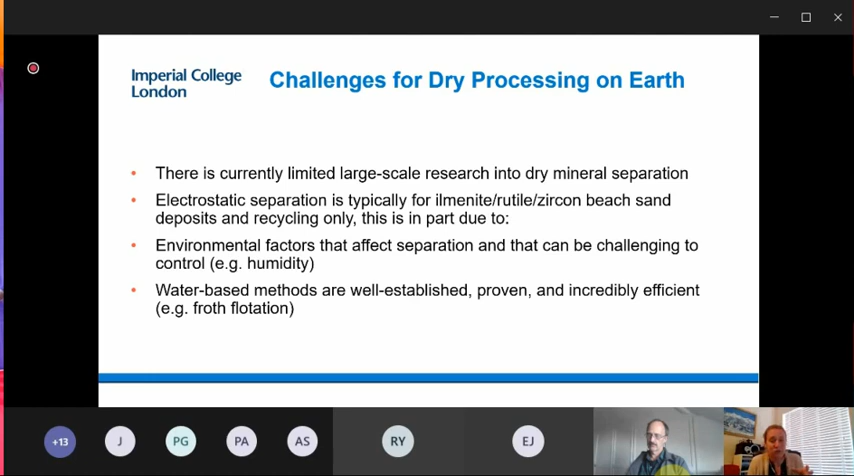 Imperial College
London
Challenges for Dry Processing on Earth
• There is currently limited large-scale research into dry mineral separation
• Electrostatic separation is typically for ilmenite/rutile/zircon beach sand
deposits and recycling only, this is in part due to:
• Environmental factors that affect separation and that can be challenging to
control (e.g. humidity)
• Water-based methods are well-established, proven, and incredibly efficient
(e.g. froth flotation)
+13 J PG PA AS RY EJ